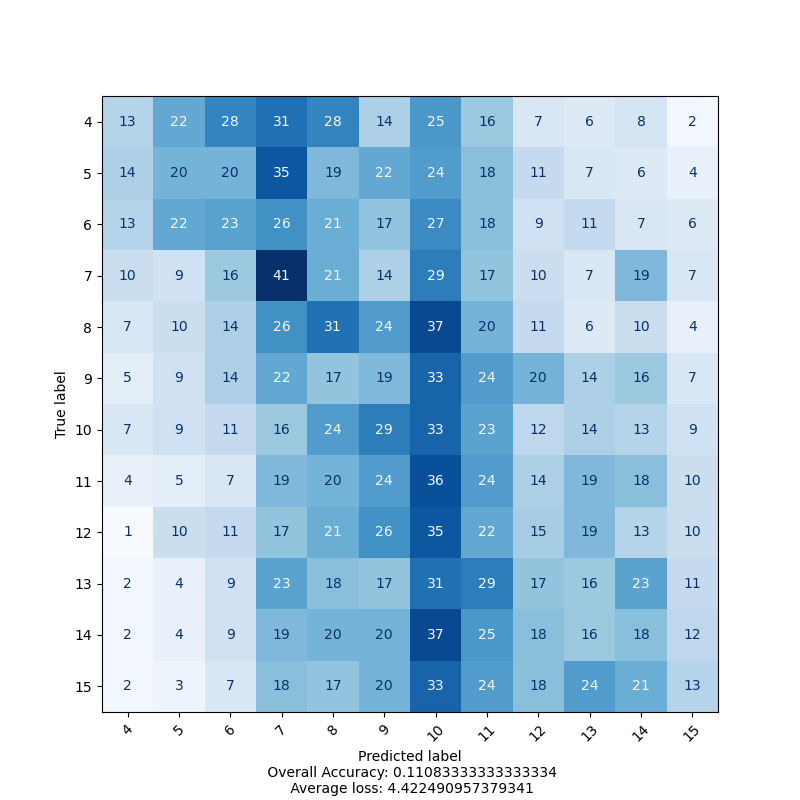 4 13 22 28 31 28 14 25 16 7 6 8 2
5 14 20 20 35 19 22 24 18 11 7 6 4
6 13 22 23 26 21 17 27 18 9 11 7 6
7 10 9 16 41 21 14 29 17 10 7 19 7
8 7 10 14 26 31 24 37 20 11 6 10 4
9 5 9 14 22 17 19 33 24 20 14 16 7
True label
10 7 9 11 16 24 29 33 23 12 14 13 9
11 4 5 7 19 20 24 36 24 14 19 18 10
12 1 10 11 17 21 26 35 22 15 19 13 10
13 2 4 9 23 18 17 31 29 17 16 23 11
14 2 4 9 19 20 20 37 25 18 16 18 12
15 2 3 7 18 17 20 33 24 18 24 21 13
4 5 6 7 8 9 10 11 12 13 14 15
Predicted label
Overall Accuracy: 0.11083333333333334
Average loss: 4.422490957379341